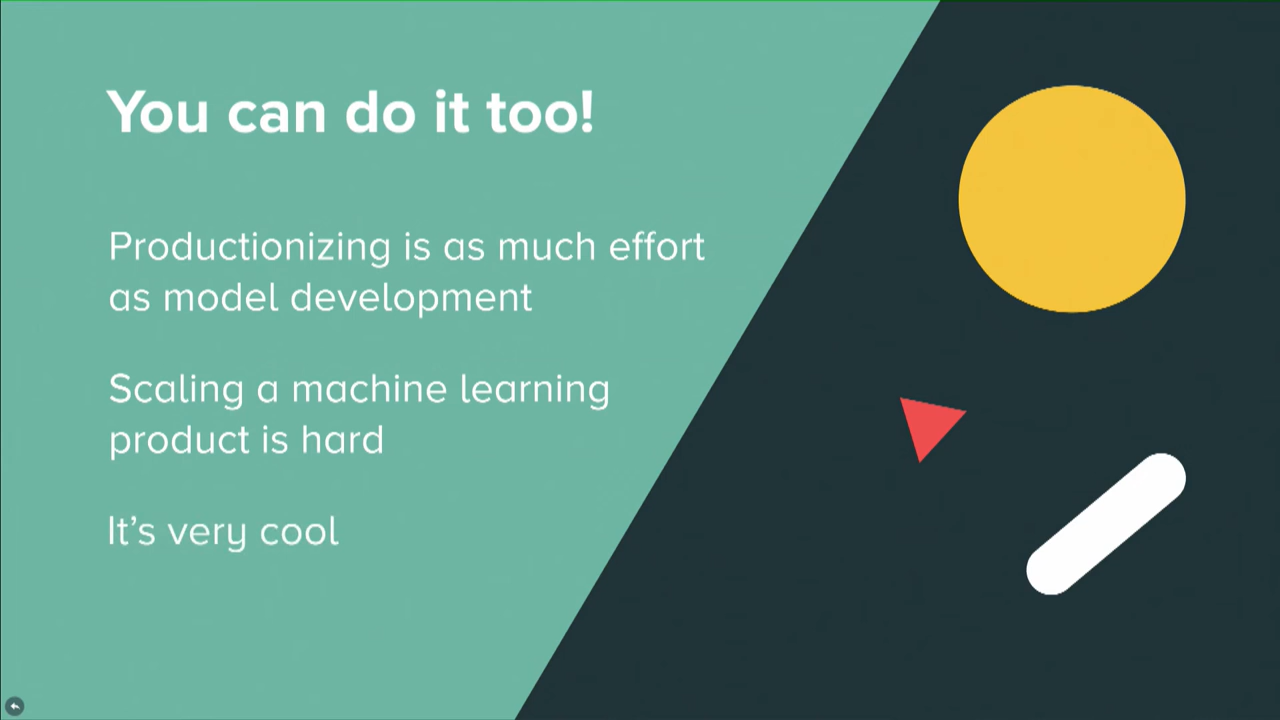 You can do it too!
Productionizing is as much effort
as model development
Scaling a machine learning
product is hard
It’s very cool